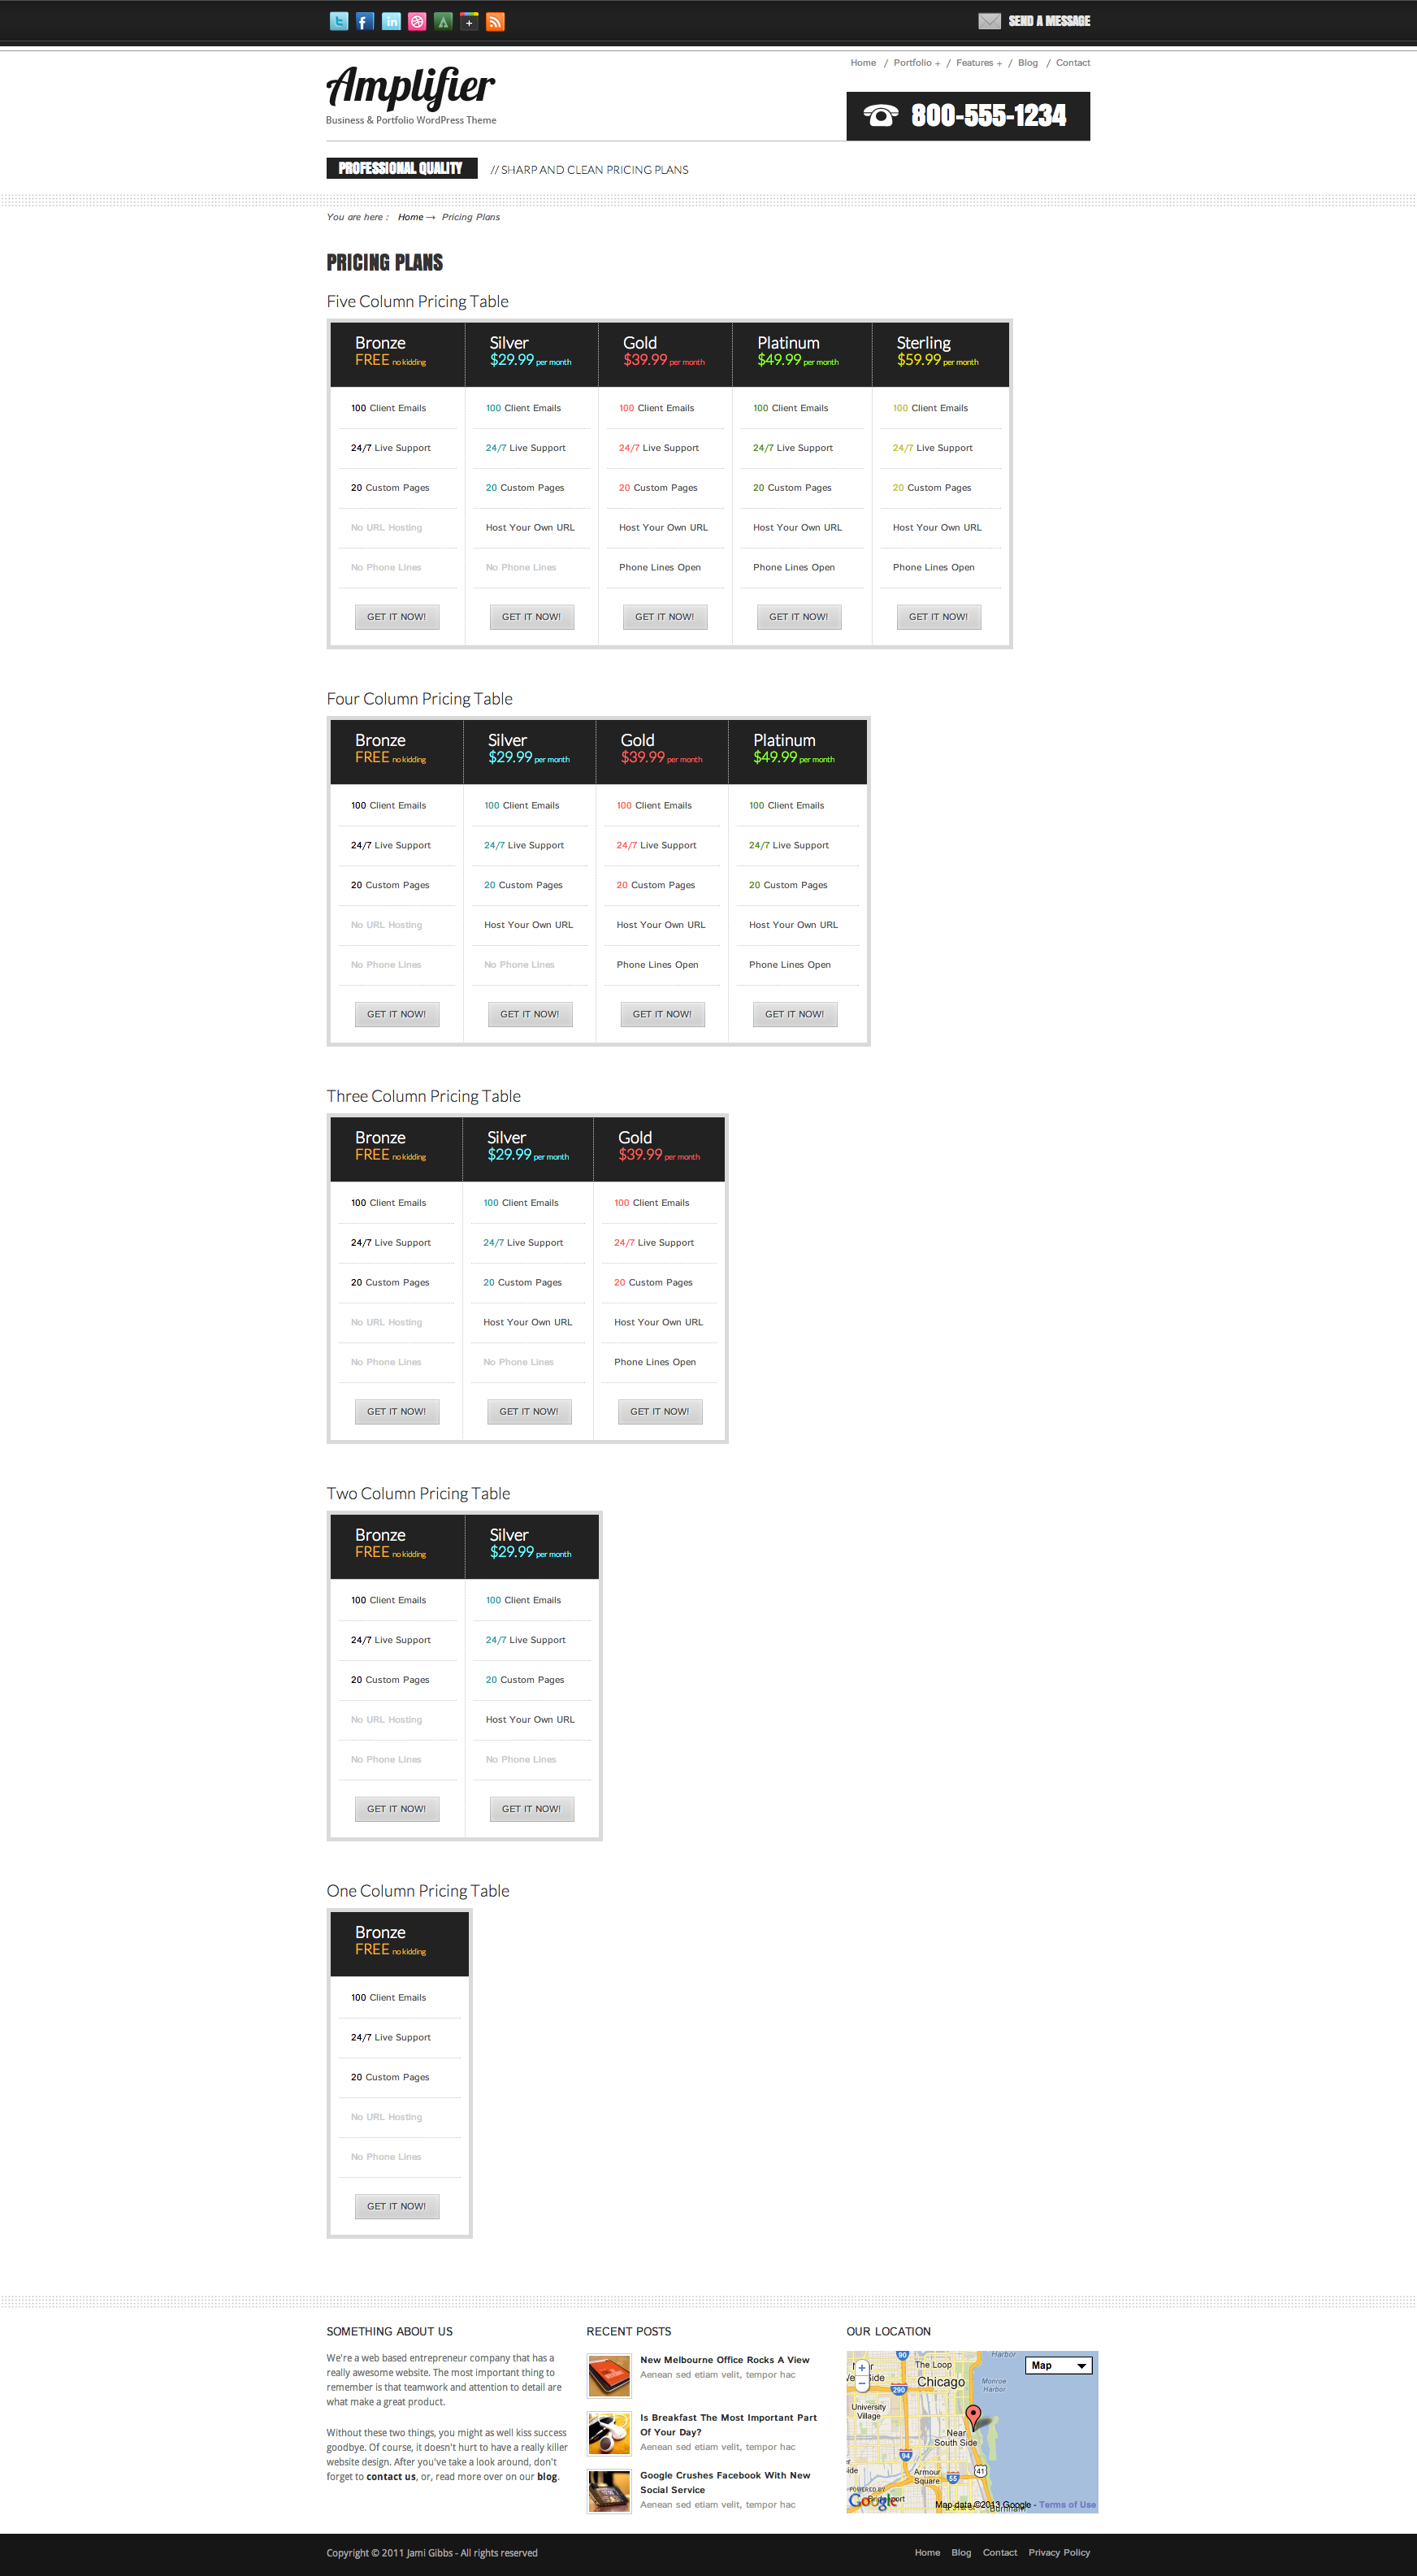 SEND A MESSAGE
Home / Portfolio + / Features + / Blog / Contact
Amplifier
Business & Portfolio WordPress Theme
800-555-1234
PROFESSIONAL QUALITY // SHARP AND CLEAN PRICING PLANS
You are here : Home → Pricing Plans
PRICING PLANS
Five Column Pricing Table
Bronze Silver Gold Platinum Sterling
FREE no kidding $29.99 per month $39.99 per month $49.99 per month $59.99 per month
100 Client Emails 100 Client Emails 100 Client Emails 100 Client Emails 100 Client Emails
24/7 Live Support 24/7 Live Support 24/7 Live Support 24/7 Live Support 24/7 Live Support
20 Custom Pages 20 Custom Pages 20 Custom Pages 20 Custom Pages 20 Custom Pages
No URL Hosting Host Your Own URL Host Your Own URL Host Your Own URL Host Your Own URL
No Phone Lines No Phone Lines Phone Lines Open Phone Lines Open Phone Lines Open
GET IT NOW! GET IT NOW! GET IT NOW! GET IT NOW! GET IT NOW!
Four Column Pricing Table
Bronze Silver Gold Platinum
FREE no kidding $29.99 per month $39.99 per month $49.99 per month
100 Client Emails 100 Client Emails 100 Client Emails 100 Client Emails
24/7 Live Support 24/7 Live Support 24/7 Live Support 24/7 Live Support
20 Custom Pages 20 Custom Pages 20 Custom Pages 20 Custom Pages
No URL Hosting Host Your Own URL Host Your Own URL Host Your Own URL
No Phone Lines No Phone Lines Phone Lines Open Phone Lines Open
GET IT NOW! GET IT NOW! GET IT NOW! GET IT NOW!
Three Column Pricing Table
Bronze Silver Gold
FREE no kidding $29.99 per month $39.99 per month
100 Client Emails 100 Client Emails 100 Client Emails
24/7 Live Support 24/7 Live Support 24/7 Live Support
20 Custom Pages 20 Custom Pages 20 Custom Pages
No URL Hosting Host Your Own URL Host Your Own URL
No Phone Lines No Phone Lines Phone Lines Open
GET IT NOW! GET IT NOW! GET IT NOW!
Two Column Pricing Table
Bronze Silver
FREE no kidding $29.99 per month
100 Client Emails 100 Client Emails
24/7 Live Support 24/7 Live Support
20 Custom Pages 20 Custom Pages
No URL Hosting Host Your Own URL
No Phone Lines No Phone Lines
GET IT NOW! GET IT NOW!
One Column Pricing Table
Bronze
FREE no kidding
100 Client Emails
24/7 Live Support
20 Custom Pages
No URL Hosting
No Phone Lines
GET IT NOW!
SOMETHING ABOUT US
We're a web based entrepreneur company that has a
really awesome website. The most important thing to
remember is that teamwork and attention to detail are
what make a great product.
Without these two things, you might as well kiss success
goodbye. Of course, it doesn't hurt to have a really killer
website design. After you've take a look around, don't
forget to contact us, or, read more over on our blog.
RECENT POSTS
New Melbourne Office Rocks A View
Aenean sed etiam velit, tempor hac
Is Breakfast The Most Important Part
Of Your Day?
Aenean sed etiam velit, tempor hac
Google Crushes Facebook With New
Social Service
Aenean sed etiam velit, tempor hac
OUR LOCATION
Harbor
90
The Loop
Map
Side
Chicago
Monroe
Harbor
290
University
Village
Near
South Side
94
41
Armour
Square
55
POWERED BY
Google
Map data ©2013 Google - Terms of Use
Copyright © 2011 Jami Gibbs - All rights reserved
Home Blog Contact Privacy Policy